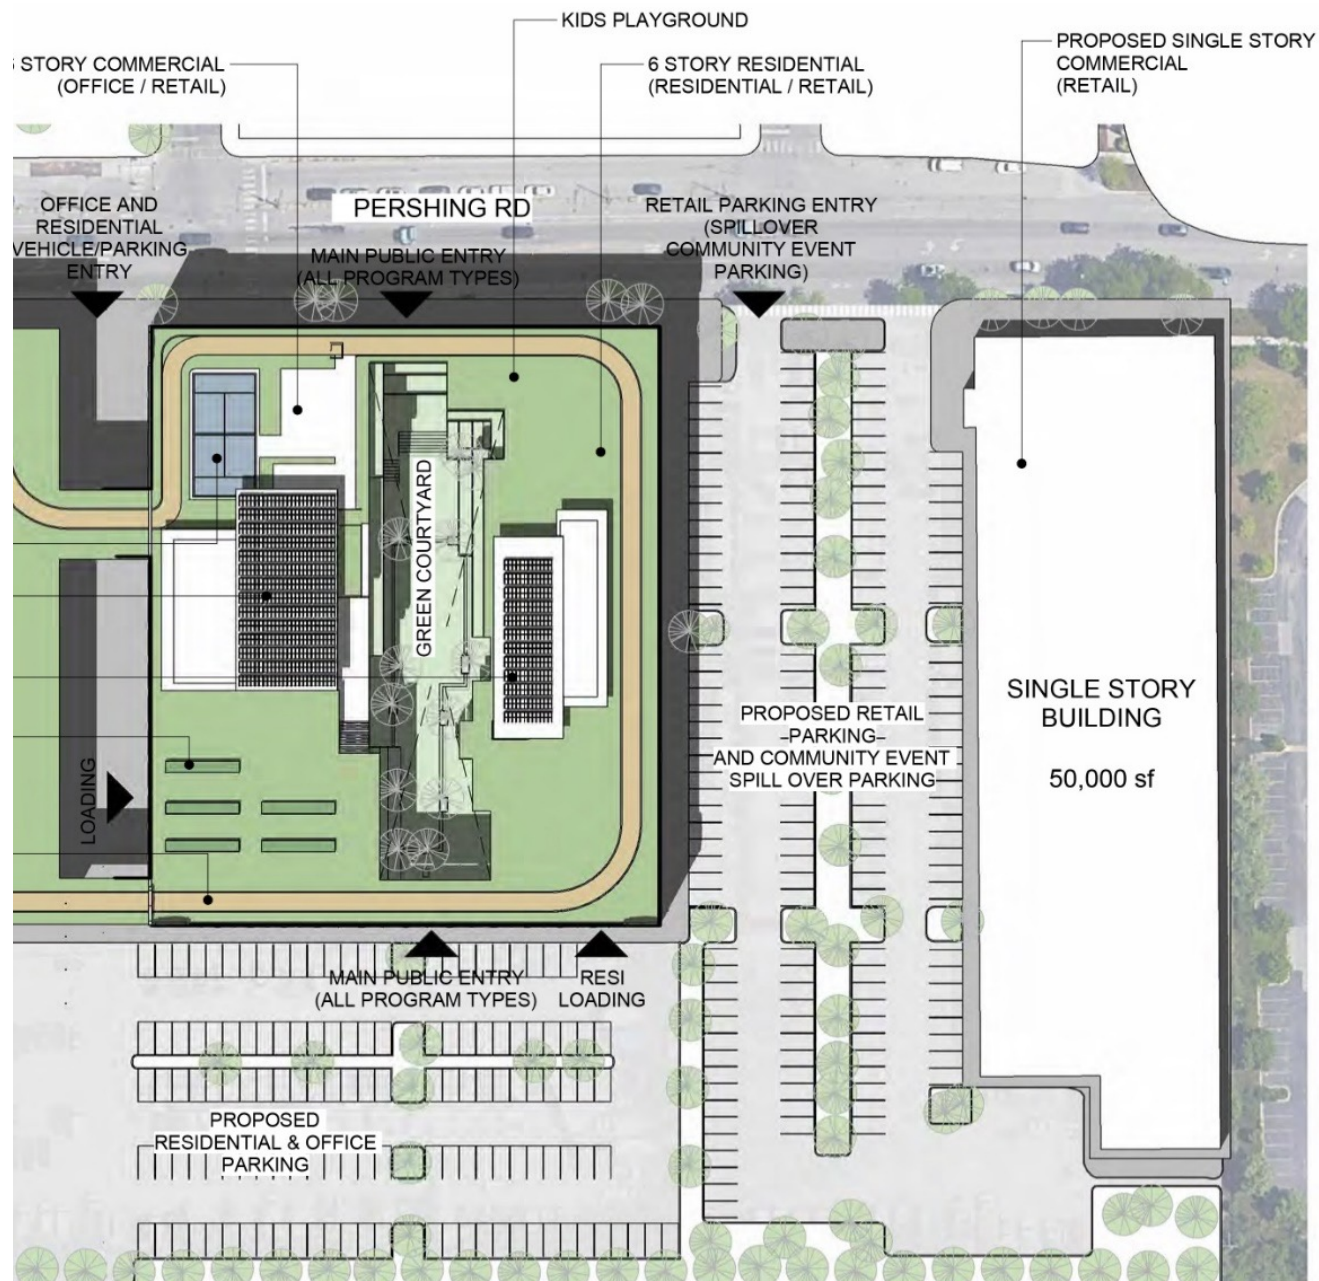 KIDS PLAYGROUND
STORY COMMERCIAL
(OFFICE / RETAIL)
6 STORY RESIDENTIAL
(RESIDENTIAL / RETAIL)
PROPOSED SINGLE STORY
COMMERCIAL
(RETAIL)
OFFICE AND
RESIDENTIAL
VEHICLE/PARKING
ENTRY
PERSHING RD
MAIN PUBLIC ENTRY
(ALL PROGRAM TYPES)
RETAIL PARKING ENTRY
(SPILLOVER
COMMUNITY EVENT
PARKING)
GREEN COURTYARD
SINGLE STORY
BUILDING
50,000 sf
PROPOSED RETAIL
PARKING
AND COMMUNITY EVENT
SPILL OVER PARKING
LOADING
MAIN PUBLIC ENTRY
(ALL PROGRAM TYPES)
RESI
LOADING
PROPOSED
RESIDENTIAL & OFFICE
PARKING